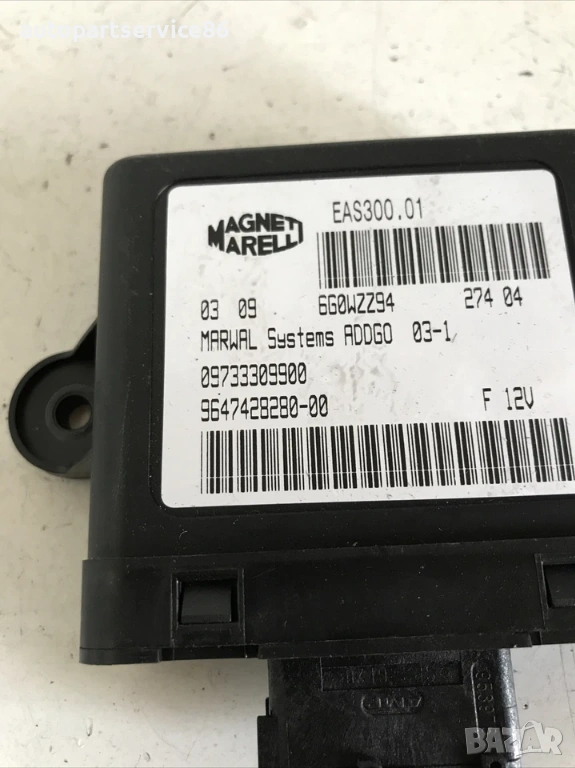 autopartservice86
MAGNETI
MARELLI
EAS300.01
03 09 6G0WZZ94 274 04
MARWAL Systems ADDGO 03-1
09733309900
9647428280-00 F 12V
BAZAR